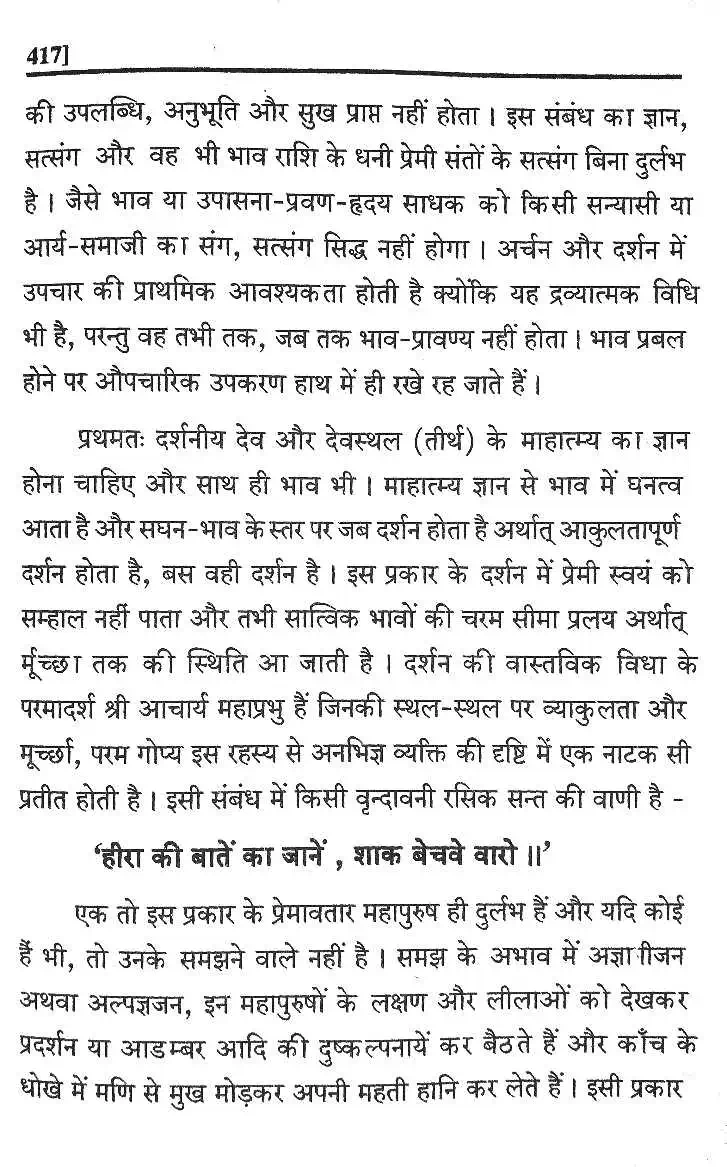 417]
की उपलब्धि, अनुभूति और सुख प्राप्त नहीं होता । इस संबंध का ज्ञान,
सत्संग और वह भी भाव राशि के धनी प्रेमी संतों के सत्संग बिना दुर्लभ
है । जैसे भाव या उपासना-प्रवण-हृदय साधक को किसी सन्यासी या
आर्य-समाजी का संग, सत्संग सिद्ध नहीं होगा । अर्चन और दर्शन में
उपचार की प्राथमिक आवश्यकता होती है क्योंकि यह द्रव्यात्मक विधि
भी है, परन्तु वह तभी तक, जब तक भाव-प्रावण्य नहीं होता । भाव प्रबल
होने पर औपचारिक उपकरण हाथ में ही रखे रह जाते हैं ।
प्रथमतः दर्शनीय देव और देवस्थल (तीर्थ) के माहात्म्य का ज्ञान
होना चाहिए और साथ ही भाव भी । माहात्म्य ज्ञान से भाव में घनत्व
आता है और सघन-भाव के स्तर पर जब दर्शन होता है अर्थात् आकुलतापूर्ण
दर्शन होता है, बस वही दर्शन है । इस प्रकार के दर्शन में प्रेमी स्वयं को
सम्हाल नहीं पाता और तभी सात्विक भावों की चरम सीमा प्रलय अर्थात्
र्मूच्छा तक की स्थिति आ जाती है । दर्शन की वास्तविक विधा के
परमादर्श श्री आचार्य महाप्रभु हैं जिनकी स्थल-स्थल पर व्याकुलता और
मूर्च्छा, परम गोप्य इस रहस्य से अनभिज्ञ व्यक्ति की दृष्टि में एक नाटक सी
प्रतीत होती है । इसी संबंध में किसी वृन्दावनी रसिक सन्त की वाणी है -
'हीरा की बातें का जानें , शाक बेचवे वारो ॥'
एक तो इस प्रकार के प्रेमावतार महापुरुष ही दुर्लभ हैं और यदि कोई
हैं भी, तो उनके समझने वाले नहीं है । समझ के अभाव में अज्ञानीजन
अथवा अल्पज्ञजन, इन महापुरुषों के लक्षण और लीलाओं को देखकर
प्रदर्शन या आडम्बर आदि की दुष्कल्पनायें कर बैठते हैं और काँच के
धोखे में मणि से मुख मोड़कर अपनी महती हानि कर लेते हैं । इसी प्रकार